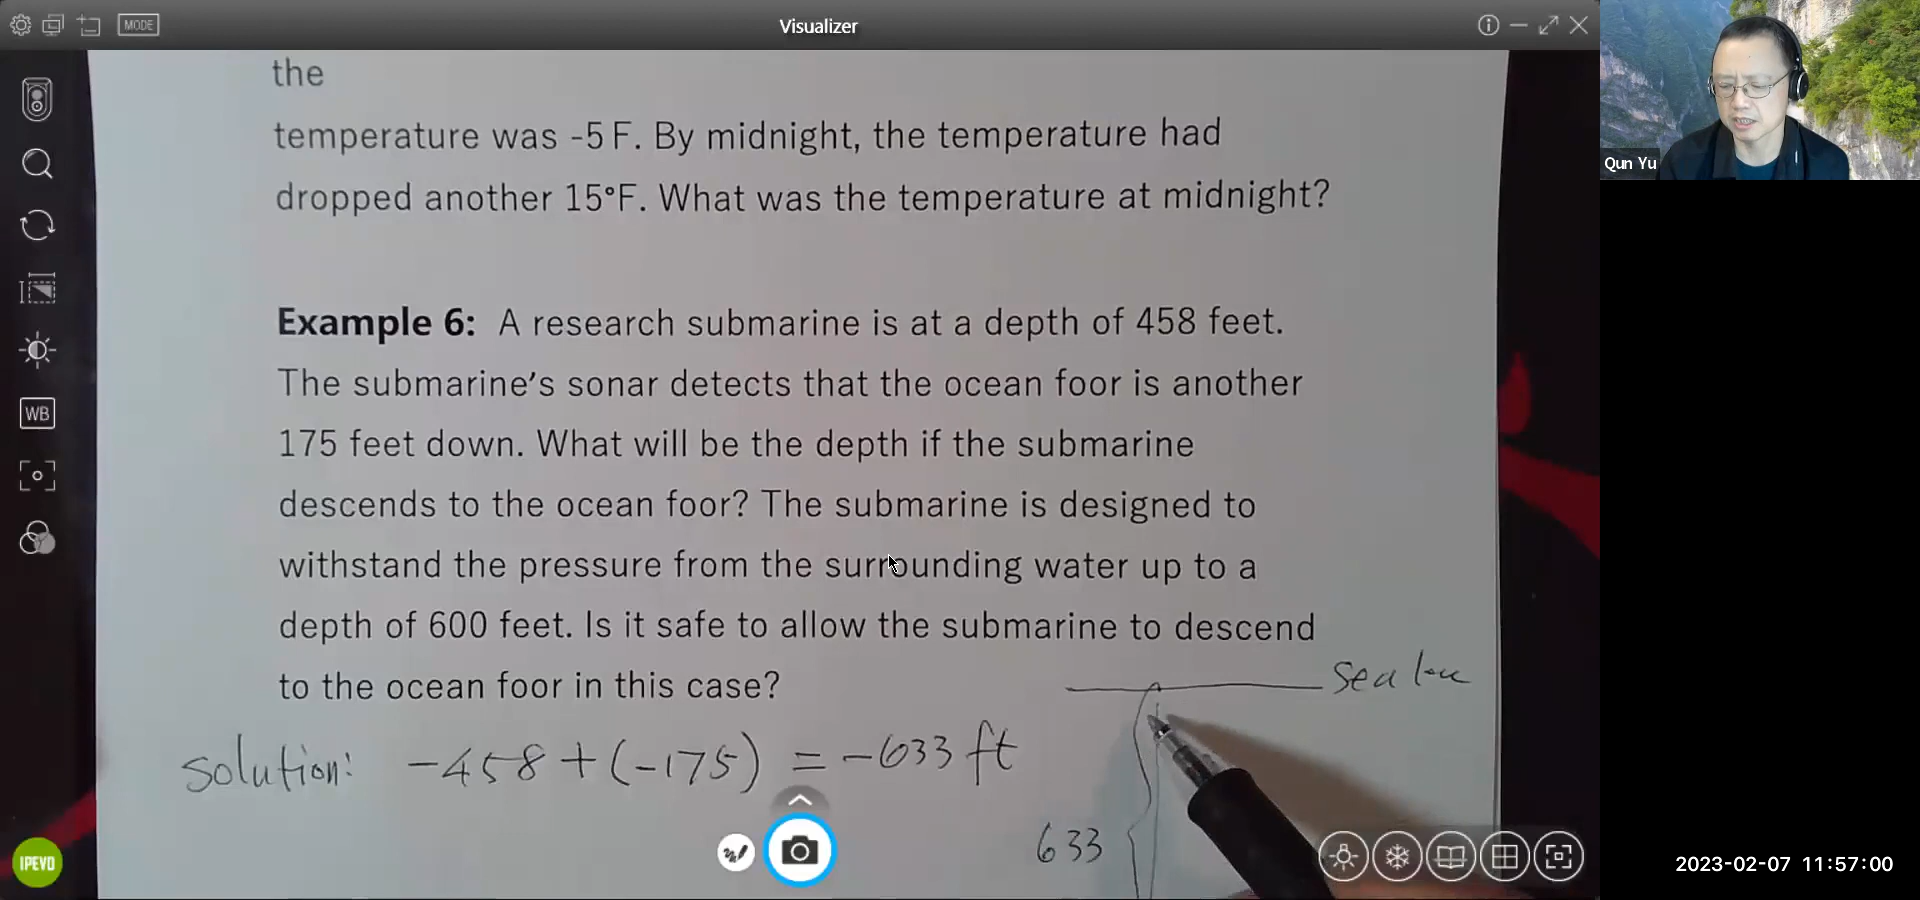 MODE
Visualizer
the
temperature was -5 F. By midnight, the temperature had
dropped another 15°F. What was the temperature at midnight?
Example 6: A research submarine is at a depth of 458 feet.
The submarine's sonar detects that the ocean foor is another
175 feet down. What will be the depth if the submarine
descends to the ocean foor? The submarine is designed to
withstand the pressure from the surrounding water up to a
depth of 600 feet. Is it safe to allow the submarine to descend
to the ocean foor in this case?
sea
solution: -458 + (-175) = -633 ft
633
WB
IPEVO
Qun Yu
2023-02-07 11:57:00